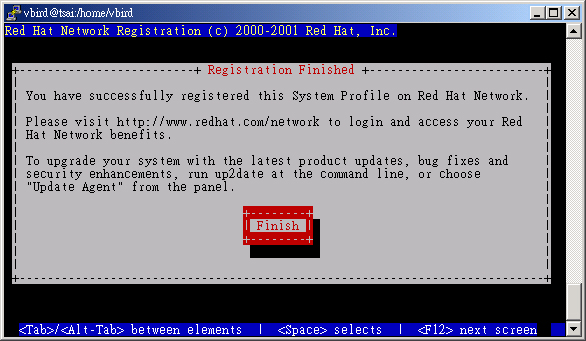 vbird@tsai:/home/vbird
Red Hat Network Registration (c) 2000-2001 Red Hat, Inc.
Registration Finished
You have successfully registered this System Profile on Red Hat Network.
Please visit http://www.redhat.com/network to login and access your Red
Hat Network benefits.
To upgrade your system with the latest product updates, bug fixes and
security enhancements, run up2date at the command line, or choose
"Update Agent" from the panel.
Finish
<Tab>/<Alt-Tab> between elements | <Space> selects | <F12> next screen